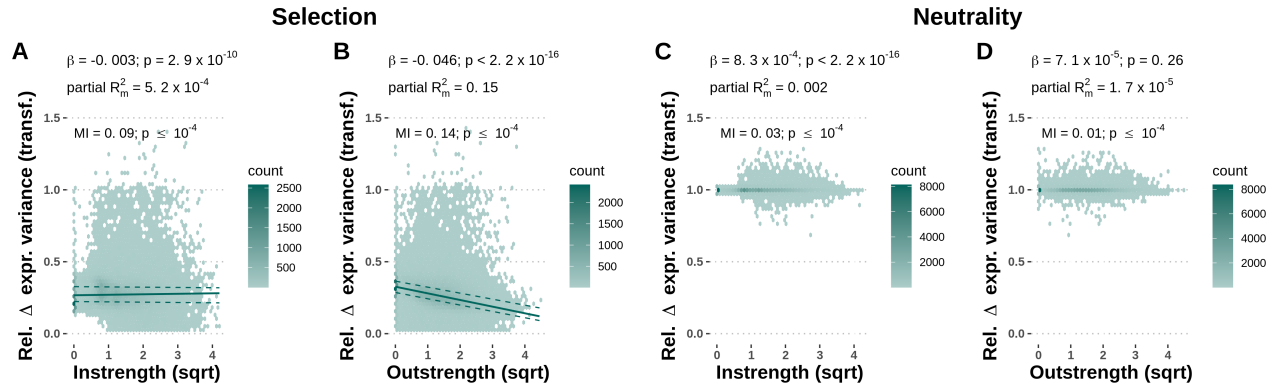 Selection
Neutrality
A
β = -0. 003; p = 2. 9 x 10^-10
partial R²m = 5. 2 x 10^-4
MI = 0. 09; p ≤ 10^-4
Rel. Δ expr. variance (transf.)
1.5
1.0
0.5
0.0
0 1 2 3 4
Instrength (sqrt)
count
2500
2000
1500
1000
500
B
β = -0. 046; p < 2. 2 x 10^-16
partial R²m = 0. 15
MI = 0. 14; p ≤ 10^-4
Rel. Δ expr. variance (transf.)
1.5
1.0
0.5
0.0
0 1 2 3 4
Outstrength (sqrt)
count
2000
1500
1000
500
C
β = 8. 3 x 10^-4; p < 2. 2 x 10^-16
partial R²m = 0. 002
MI = 0. 03; p ≤ 10^-4
Rel. Δ expr. variance (transf.)
1.5
1.0
0.5
0.0
0 1 2 3 4
Instrength (sqrt)
count
8000
6000
4000
2000
D
β = 7. 1 x 10^-5; p = 0. 26
partial R²m = 1. 7 x 10^-5
MI = 0. 01; p ≤ 10^-4
Rel. Δ expr. variance (transf.)
1.5
1.0
0.5
0.0
0 1 2 3 4
Outstrength (sqrt)
count
8000
6000
4000
2000